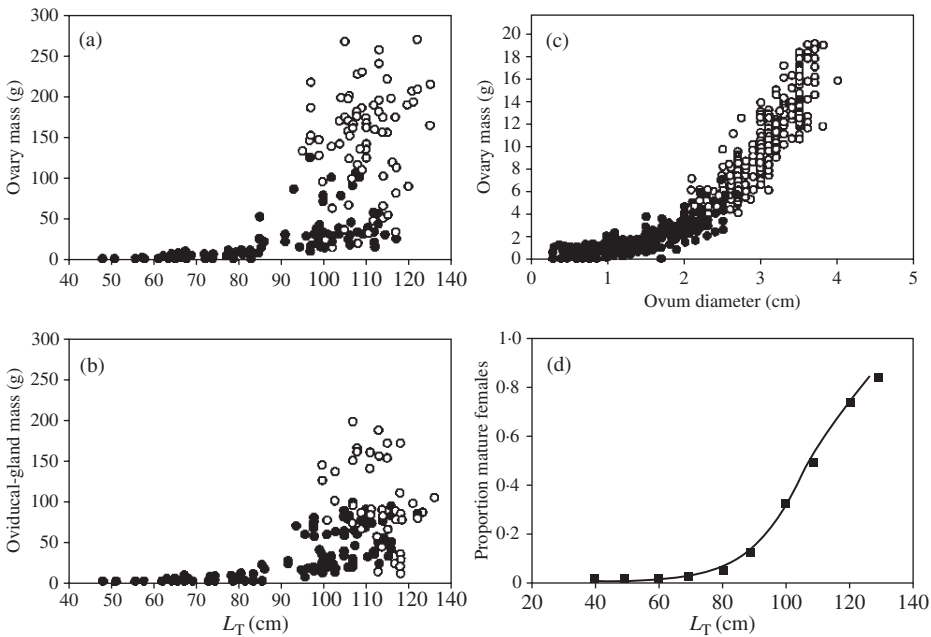 (a)
Ovary mass (g)
300
250
200
150
100
50
0
40 50 60 70 80 90 100 110 120 130 140
(c)
Ovary mass (g)
20
18
16
14
12
10
8
6
4
2
0
0 1 2 3 4 5
Ovum diameter (cm)
(b)
Oviducal-gland mass (g)
300
250
200
150
100
50
0
40 50 60 70 80 90 100 110 120 130 140
LT (cm)
(d)
Proportion mature females
1·0
0·8
0·6
0·4
0·2
0
20 40 60 80 100 120 140
LT (cm)